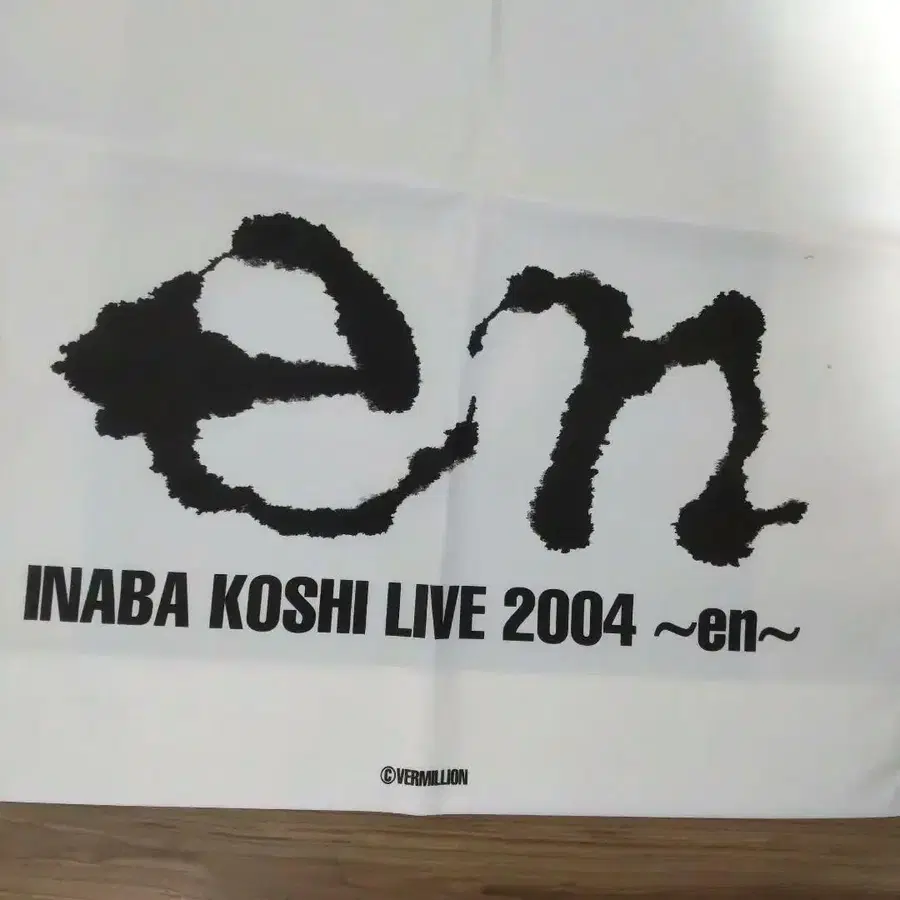 en
INABA KOSHI LIVE 2004 ~en~
©VERMILLION